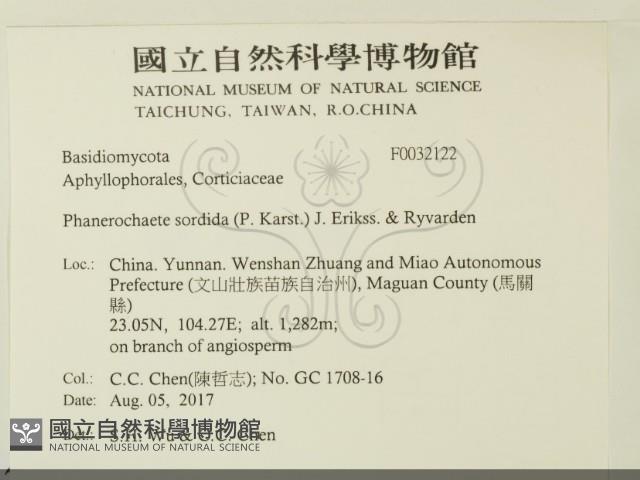 國立自然科學博物館
NATIONAL MUSEUM OF NATURAL SCIENCE
TAICHUNG, TAIWAN, R.O.CHINA
Basidiomycota F0032122
Aphyllophorales, Corticiaceae
Phanerochaete sordida (P. Karst.) J. Erikss. & Ryvarden
Loc.: China. Yunnan. Wenshan Zhuang and Miao Autonomous
Prefecture (文山壯族苗族自治州), Maguan County (馬關
縣)
23.05N, 104.27E; alt. 1,282m;
on branch of angiosperm
Col.: C.C. Chen(陳哲志); No. GC 1708-16
Date: Aug. 05, 2017
Det.: S.H. Wu & C.C. Chen
國立自然科學博物館
NATIONAL MUSEUM OF NATURAL SCIENCE